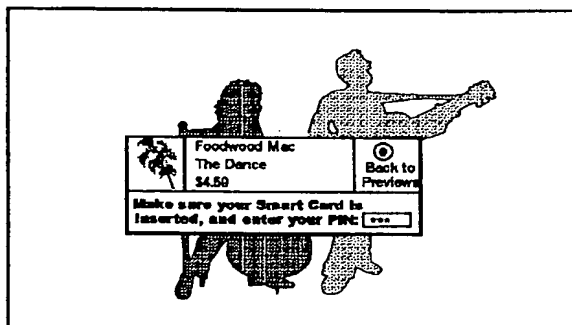 Foodwood Mac
The Dance
$4.59
Back to
Previews
Make sure your Smart Card is
inserted, and enter your PIN: ***